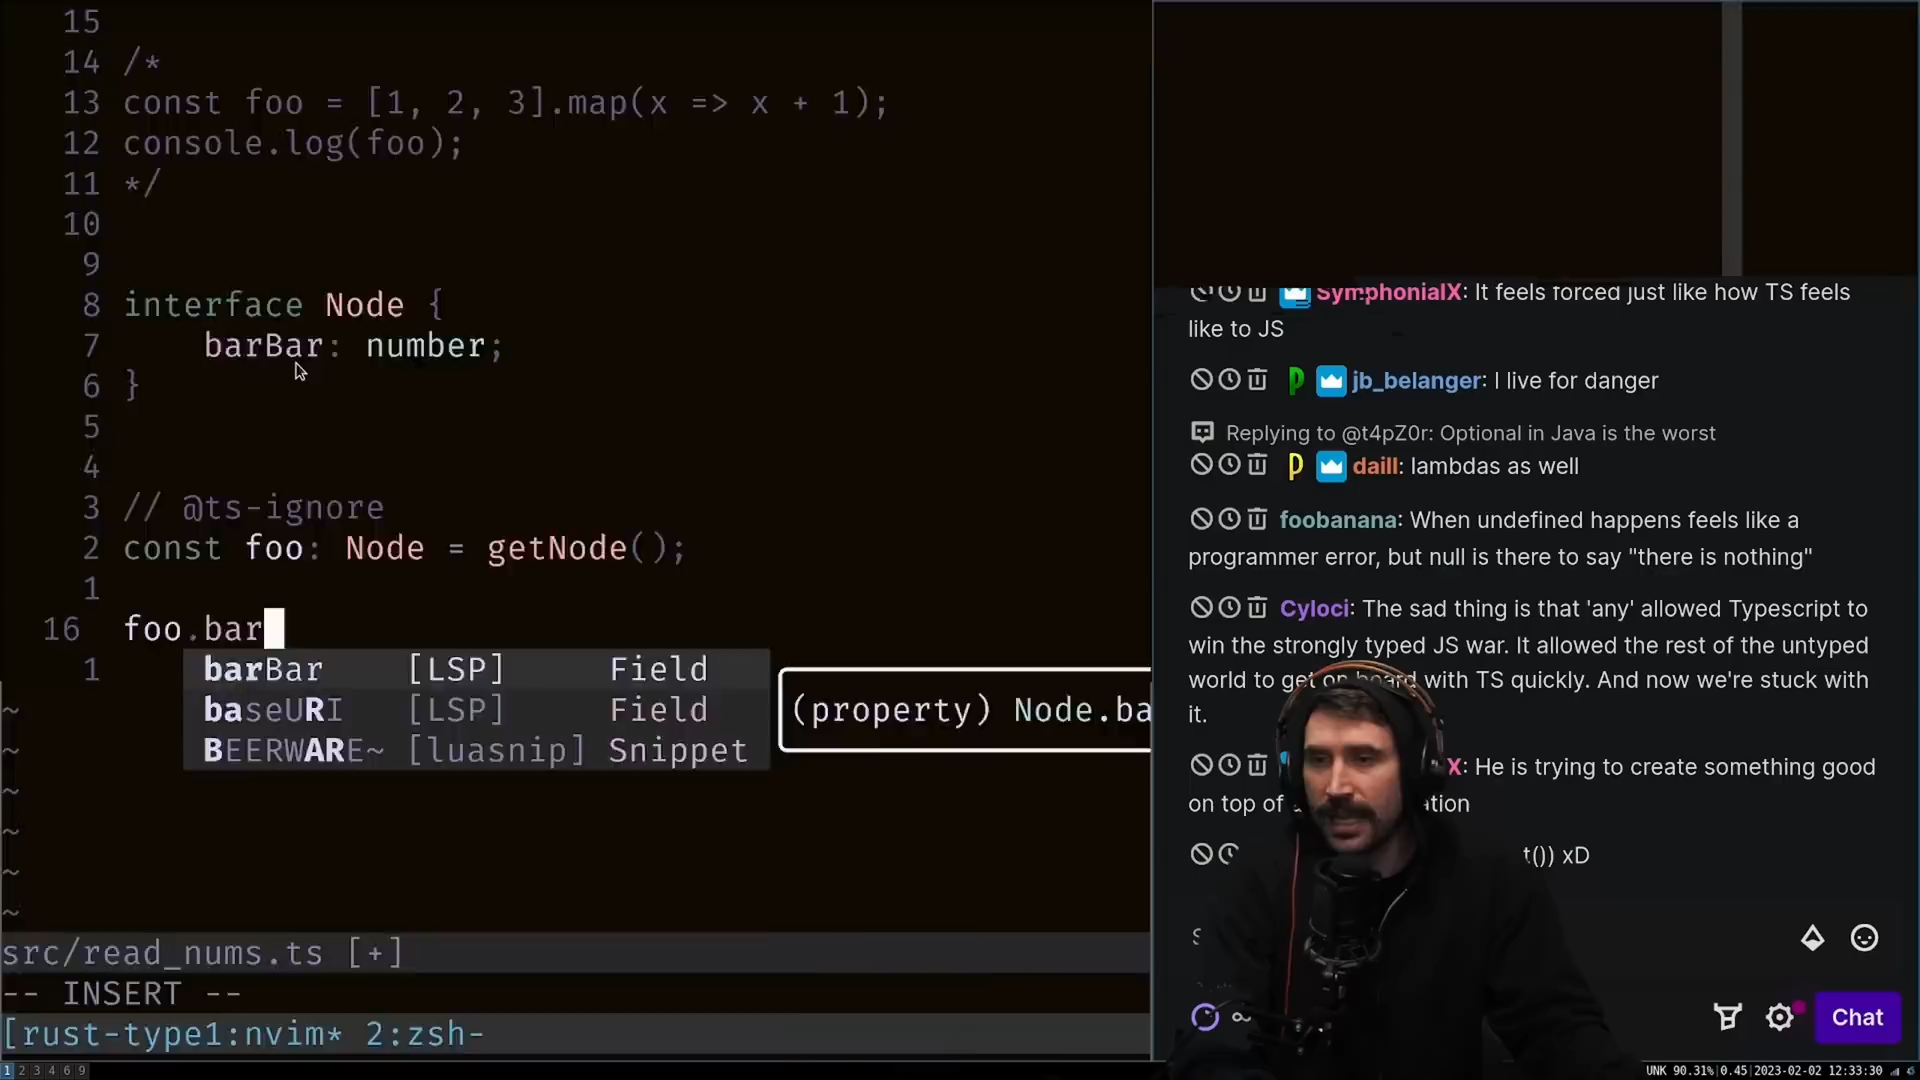 15
14 /*
13 const foo = [1, 2, 3].map(x => x + 1);
12 console.log(foo);
11 */
10
9
8 interface Node {
7 barBar: number;
6 }
5
4
3 // @ts-ignore
2 const foo: Node = getNode();
1
16 foo.bar
1
barBar [LSP] Field
baseURI [LSP] Field
BEERWARE~ [luasnip] Snippet
(property) Node.ba
~
~
~
~
~
~
src/read_nums.ts [+]
-- INSERT --
[rust-type1:nvim* 2:zsh-
1 2 3 4 6 9
SymphonialX: It feels forced just like how TS feels
like to JS
jb_belanger: I live for danger
Replying to @t4pZ0r: Optional in Java is the worst
daill: lambdas as well
foobanana: When undefined happens feels like a
programmer error, but null is there to say "there is nothing"
Cyloci: The sad thing is that 'any' allowed Typescript to
win the strongly typed JS war. It allowed the rest of the untyped
world to get on board with TS quickly. And now we're stuck with
it.
X: He is trying to create something good
on top of ation
t()) xD
Chat
UNK 90.31%|0.45|2023-02-02 12:33:30